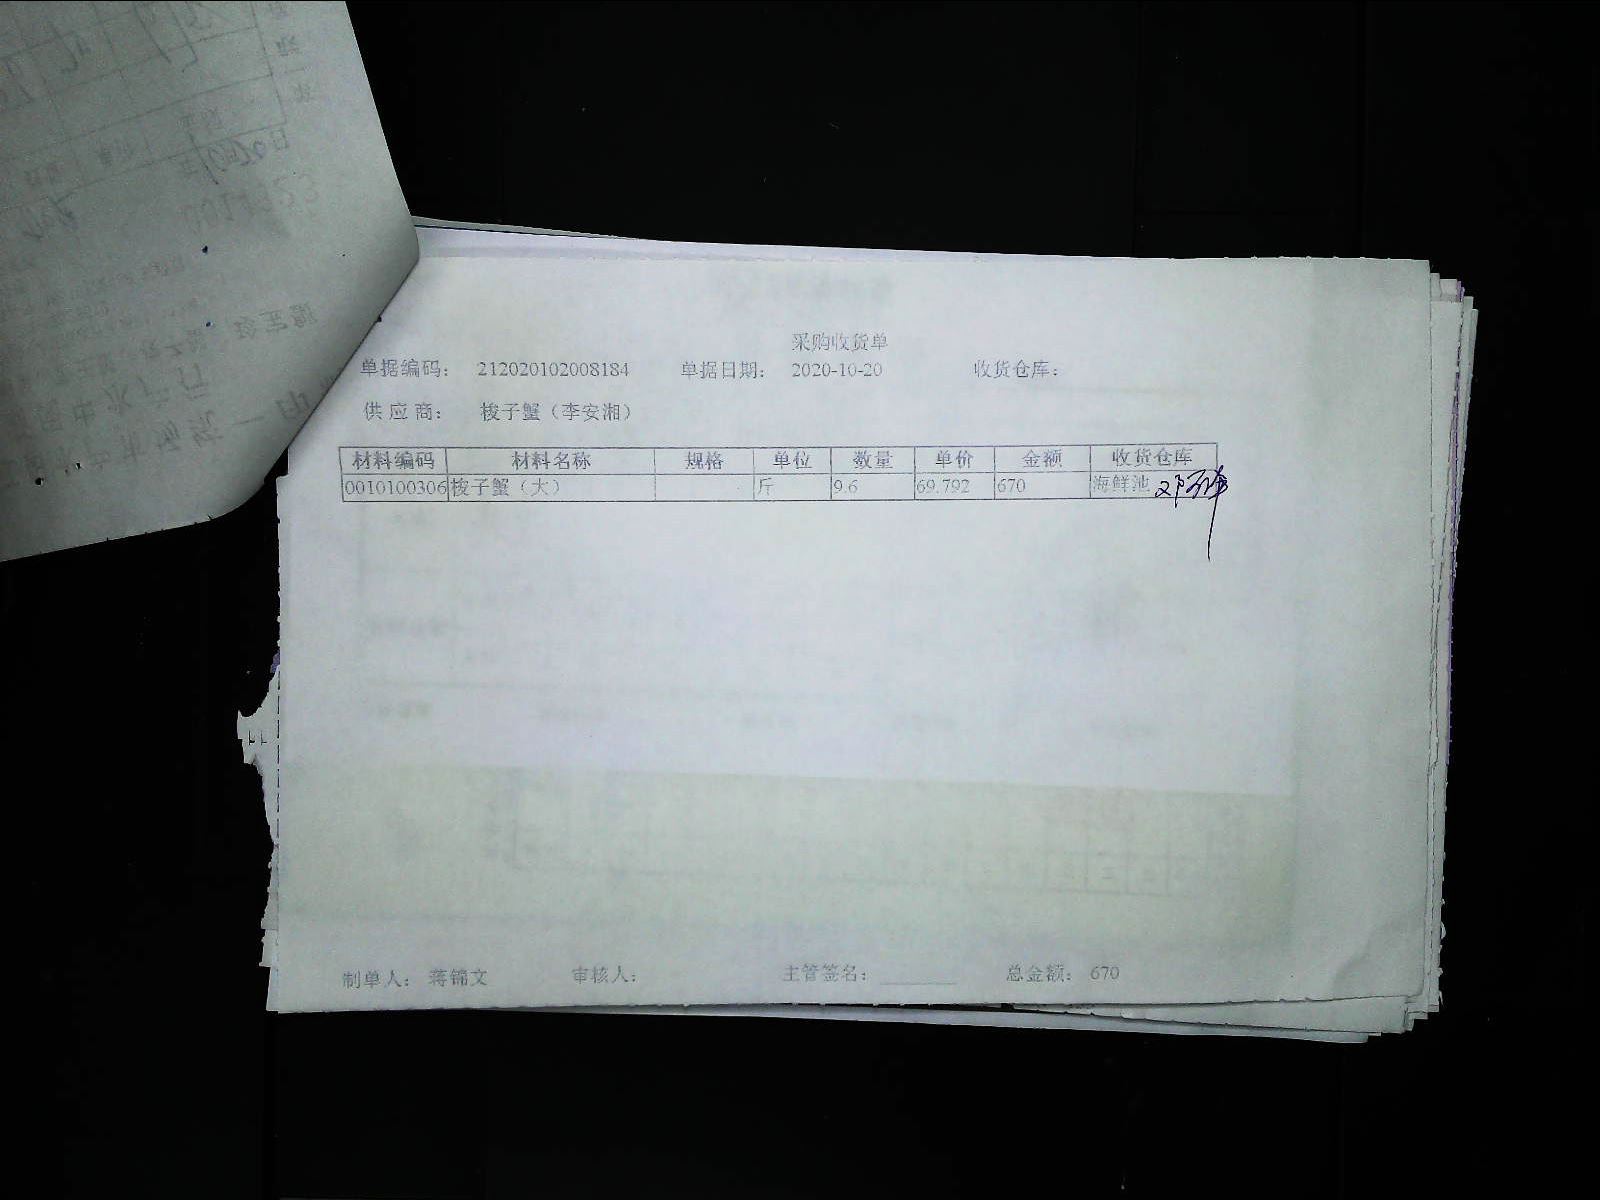 采购收货单
单据编码： 212020102008184 单据日期： 2020-10-20 收货仓库：
供应商： 梭子蟹（李安湘）
材料编码 材料名称 规格 单位 数量 单价 金额 收货仓库
0010100306 梭子蟹（大） 斤 9.6 69.792 670 海鲜池
制单人： 蒋锦文 审核人： 主管签名： 总金额： 670